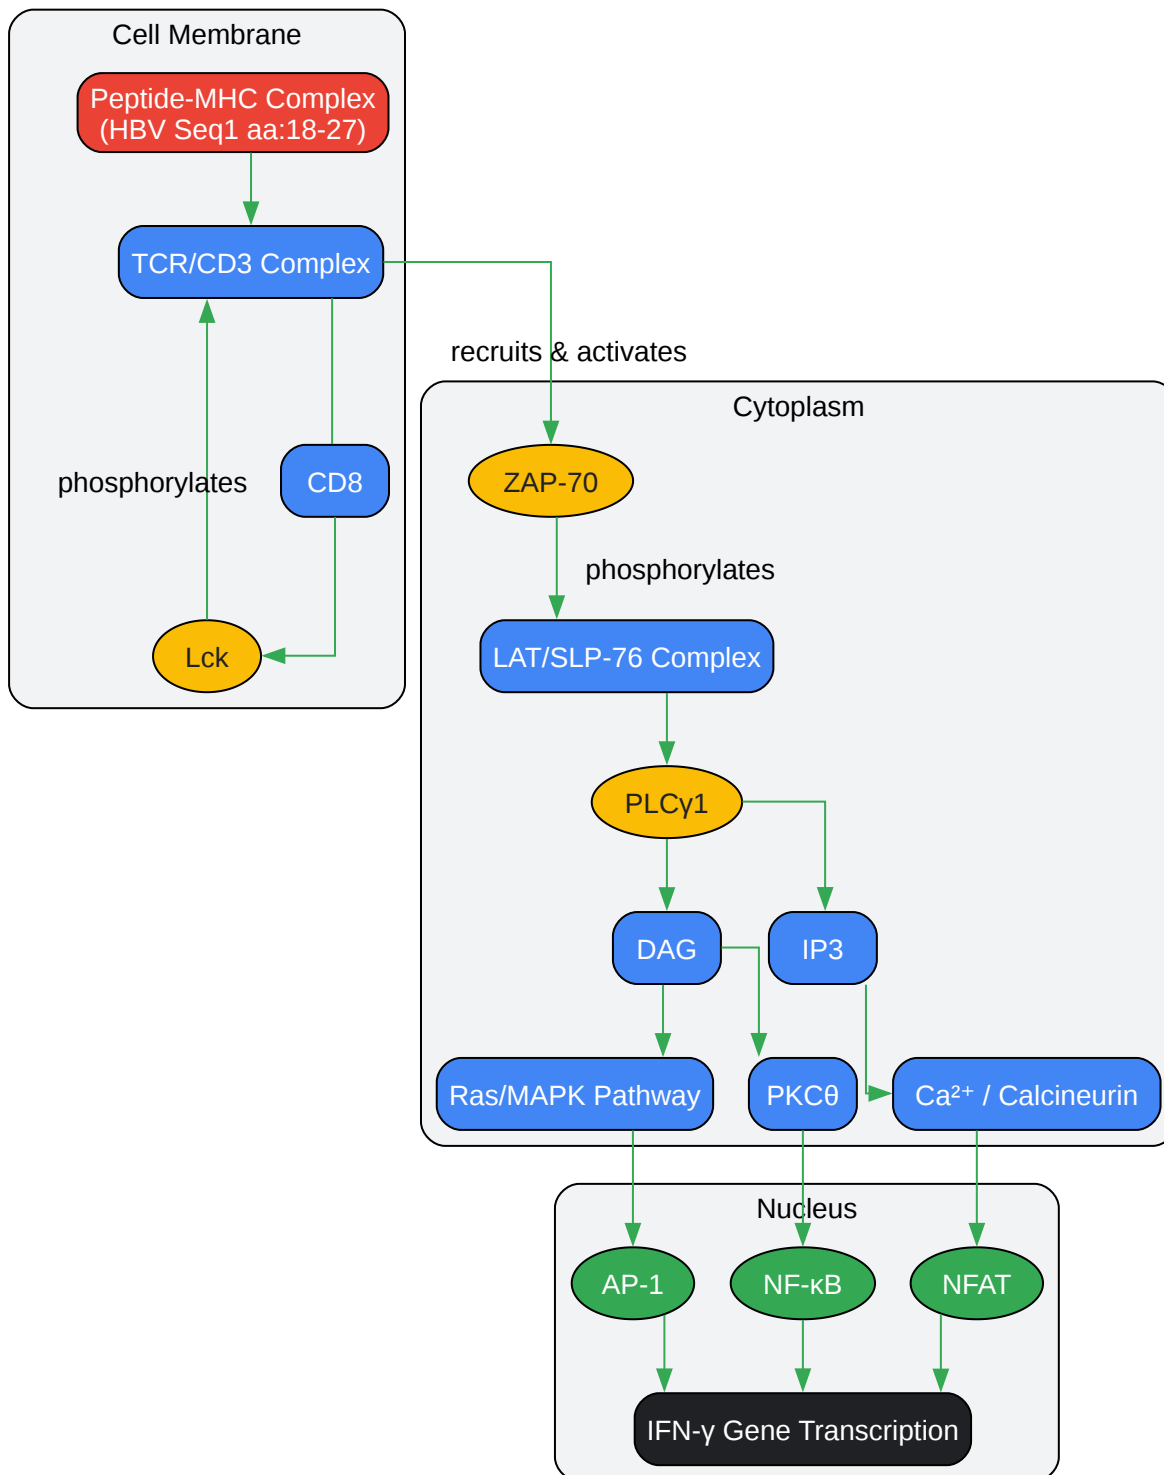 Cell Membrane
Peptide-MHC Complex
(HBV Seq1 aa:18-27)
TCR/CD3 Complex
recruits & activates
phosphorylates
CD8
Lck
Cytoplasm
ZAP-70
phosphorylates
LAT/SLP-76 Complex
PLCγ1
DAG
IP3
Ras/MAPK Pathway
PKCθ
Ca²⁺ / Calcineurin
Nucleus
AP-1
NF-κB
NFAT
IFN-γ Gene Transcription